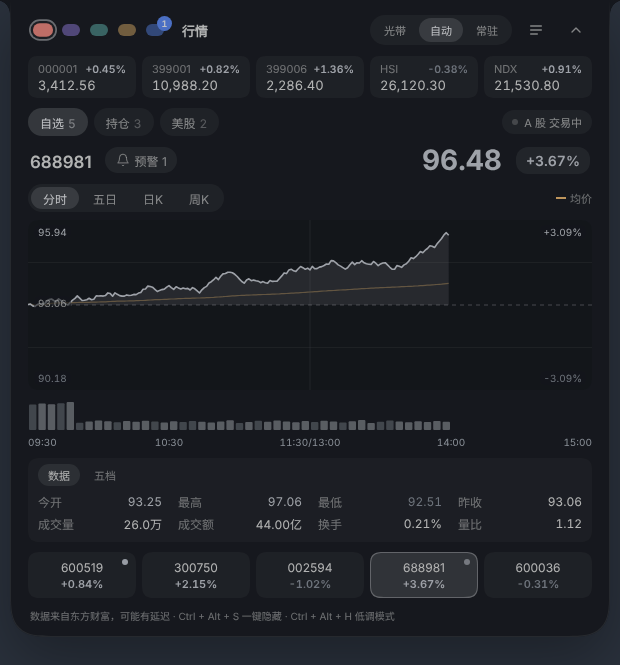 1 行情 光带 自动 常驻
000001 +0.45% 399001 +0.82% 399006 +1.36% HSI -0.38% NDX +0.91%
3,412.56 10,988.20 2,286.40 26,120.30 21,530.80
自选 5 持仓 3 美股 2 A 股 交易中
688981 预警 1 96.48 +3.67%
分时 五日 日K 周K 均价
95.94 +3.09%
93.06
90.18 -3.09%
09:30 10:30 11:30/13:00 14:00 15:00
数据 五档
今开 93.25 最高 97.06 最低 92.51 昨收 93.06
成交量 26.0万 成交额 44.00亿 换手 0.21% 量比 1.12
600519 300750 002594 688981 600036
+0.84% +2.15% -1.02% +3.67% -0.31%
数据来自东方财富，可能有延迟 · Ctrl + Alt + S 一键隐藏 · Ctrl + Alt + H 低调模式